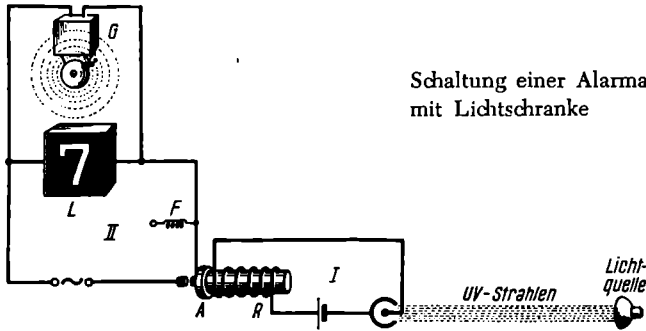 G
Schaltung einer Alarma
mit Lichtschranke
7
L
F
II
A
R
I
UV-Strahlen
Licht-
quelle